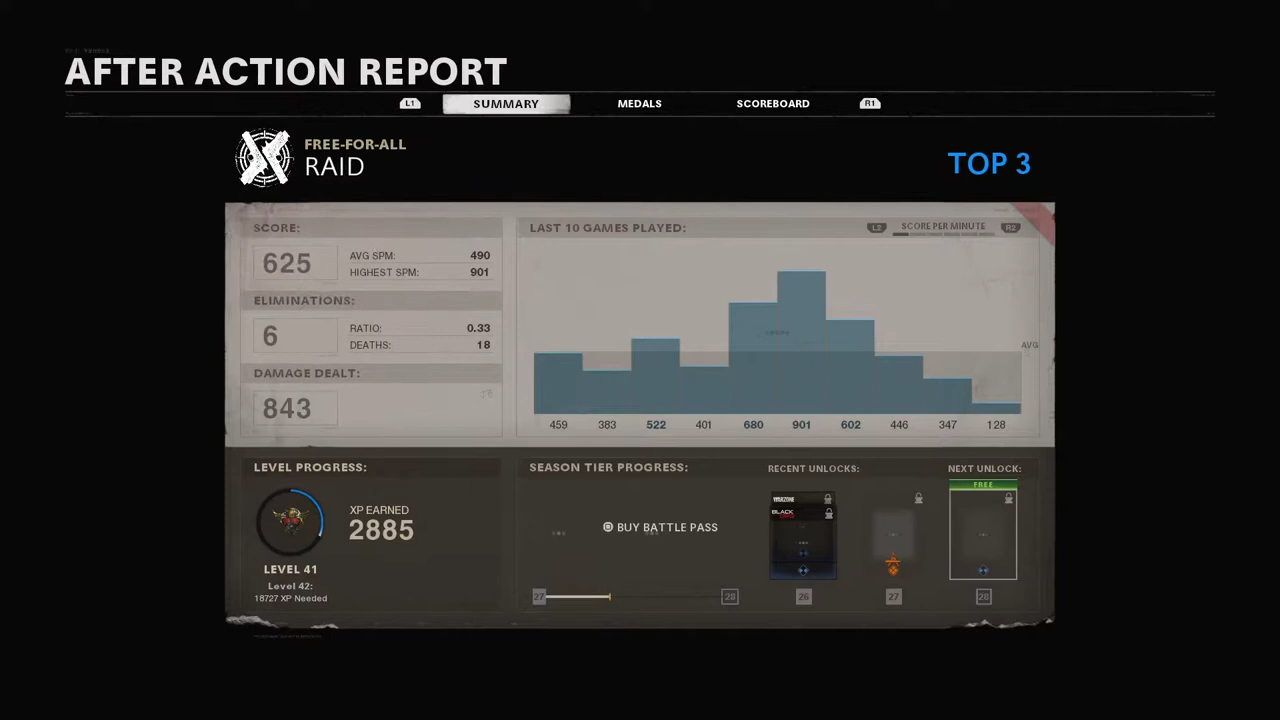 AFTER ACTION REPORT
L1 SUMMARY MEDALS SCOREBOARD R1
FREE-FOR-ALL
RAID
TOP 3
SCORE:
625
AVG SPM: 490
HIGHEST SPM: 901
ELIMINATIONS:
6
RATIO: 0.33
DEATHS: 18
DAMAGE DEALT:
843
LAST 10 GAMES PLAYED:
L2 SCORE PER MINUTE R2
AVG
459 383 522 401 680 901 602 446 347 128
LEVEL PROGRESS:
XP EARNED
2885
LEVEL 41
Level 42:
18727 XP Needed
SEASON TIER PROGRESS:
BUY BATTLE PASS
27 28
RECENT UNLOCKS:
WARZONE
BLACK
26 27
NEXT UNLOCK:
FREE
28